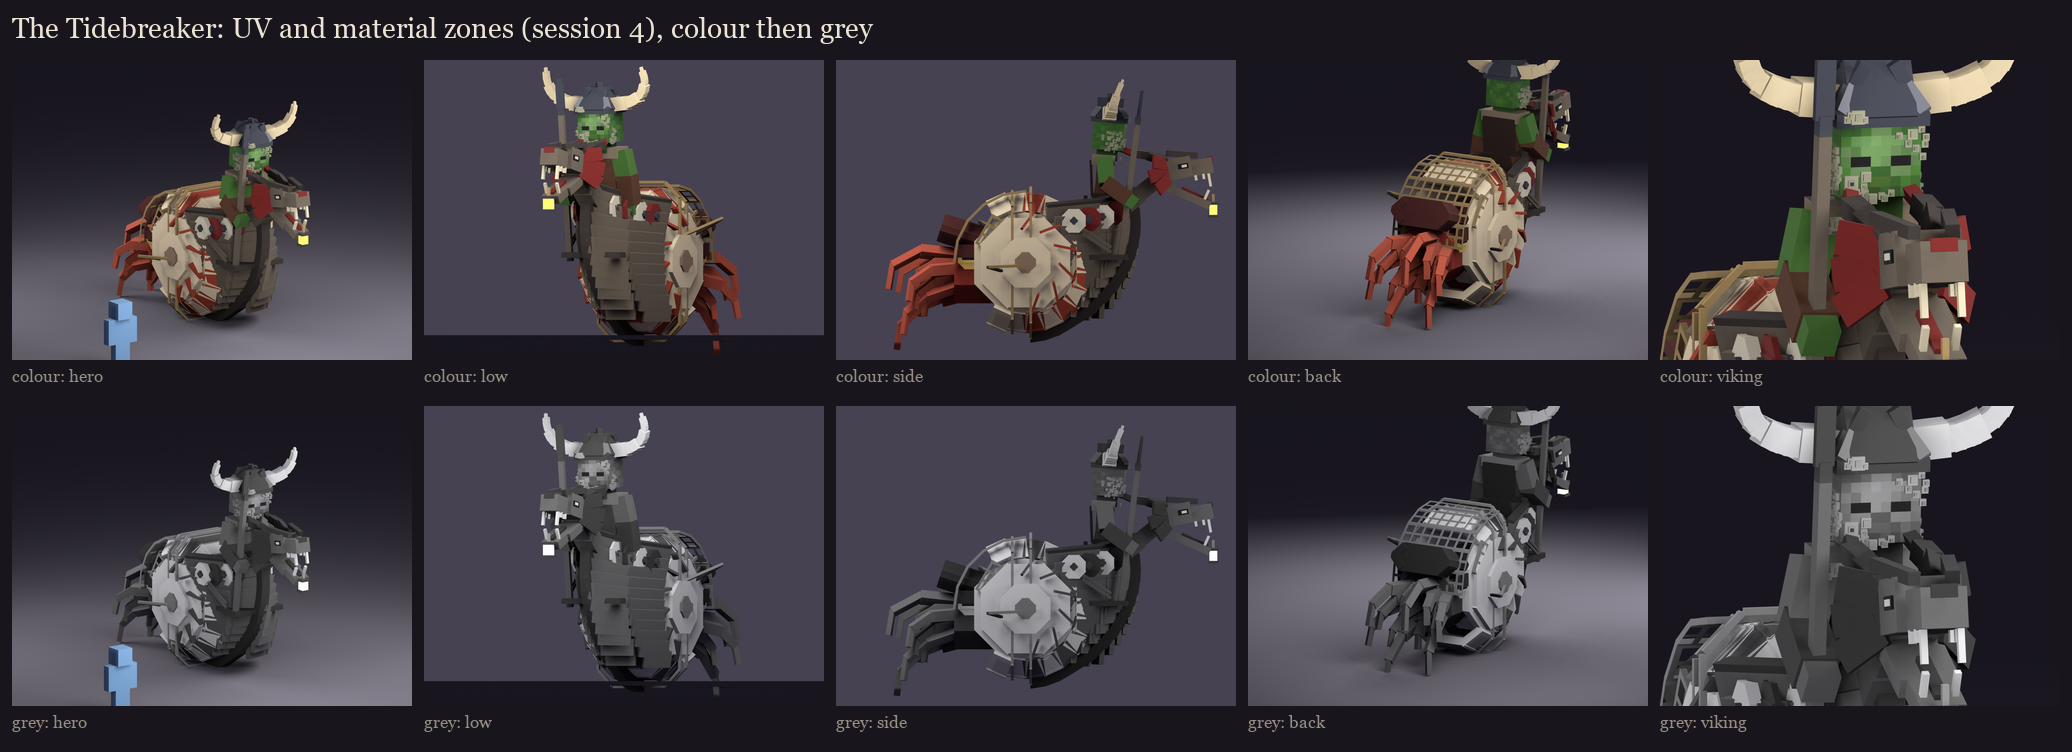 The Tidebreaker: UV and material zones (session 4), colour then grey
colour: hero
colour: low
colour: side
colour: back
colour: viking
grey: hero
grey: low
grey: side
grey: back
grey: viking